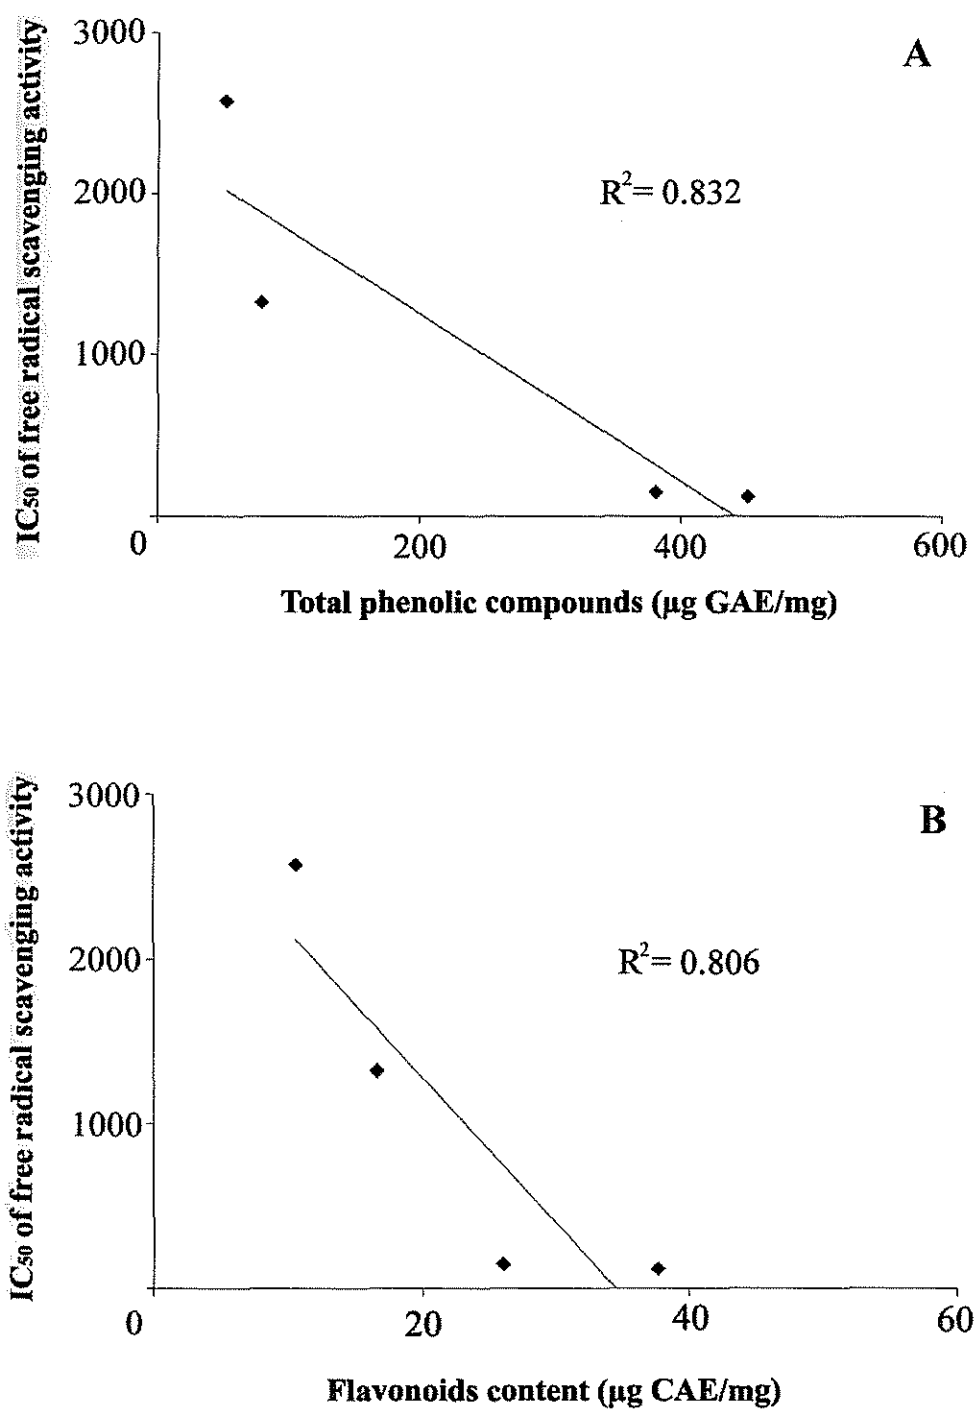 IC50 of free radical scavenging activity
3000
2000
1000
A
R²= 0.832
0
200
400
600
Total phenolic compounds (µg GAE/mg)
IC50 of free radical scavenging activity
3000
2000
1000
B
R²= 0.806
0
20
40
60
Flavonoids content (µg CAE/mg)